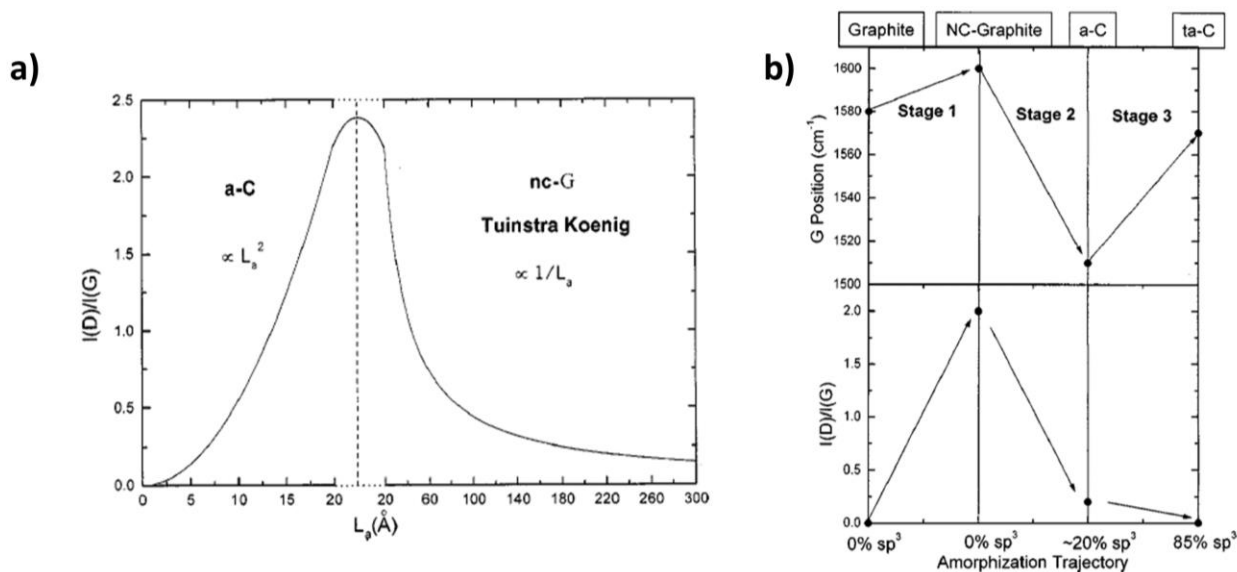 a)
2.5
2.0
1.5
1.0
0.5
0.0
I(D)/I(G)
a-C
∝ Lₐ²
nc-G
Tuinstra Koenig
∝ 1/Lₐ
0 5 10 15 20 20 60 100 140 180 220 260 300
Lₐ(Å)
b)
Graphite NC-Graphite a-C ta-C
1600
1580
1560
1540
1520
1500
G Position (cm⁻¹)
Stage 1 Stage 2 Stage 3
2.0
1.5
1.0
0.5
0.0
I(D)/I(G)
0% sp³ 0% sp³ ~20% sp³ 85% sp³
Amorphization Trajectory